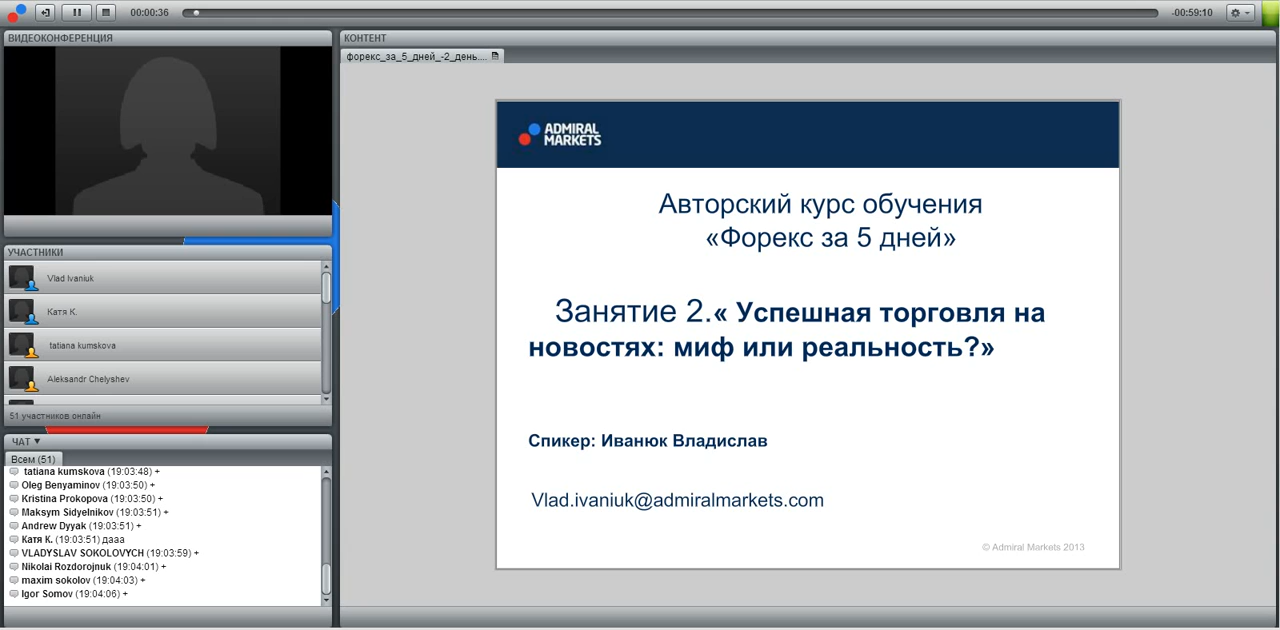 00:00:36
-00:59:10
ВИДЕОКОНФЕРЕНЦИЯ
УЧАСТНИКИ
Vlad Ivaniuk
Катя К.
tatiana kumskova
Aleksandr Chelyshev
51 участников онлайн
ЧАТ ▼
Всем (51)
tatiana kumskova (19:03:48) +
Oleg Benyaminov (19:03:50) +
Kristina Prokopova (19:03:50) +
Maksym Sidyelnikov (19:03:51) +
Andrew Dyyak (19:03:51) +
Катя К. (19:03:51) дааа
VLADYSLAV SOKOLOVYCH (19:03:59) +
Nikolai Rozdorojnuk (19:04:01) +
maxim sokolov (19:04:03) +
Igor Somov (19:04:06) +
КОНТЕНТ
форекс_за_5_дней_-2_день....
ADMIRAL
MARKETS
Авторский курс обучения
«Форекс за 5 дней»
Занятие 2.« Успешная торговля на
новостях: миф или реальность?»
Спикер: Иванюк Владислав
Vlad.ivaniuk@admiralmarkets.com
© Admiral Markets 2013